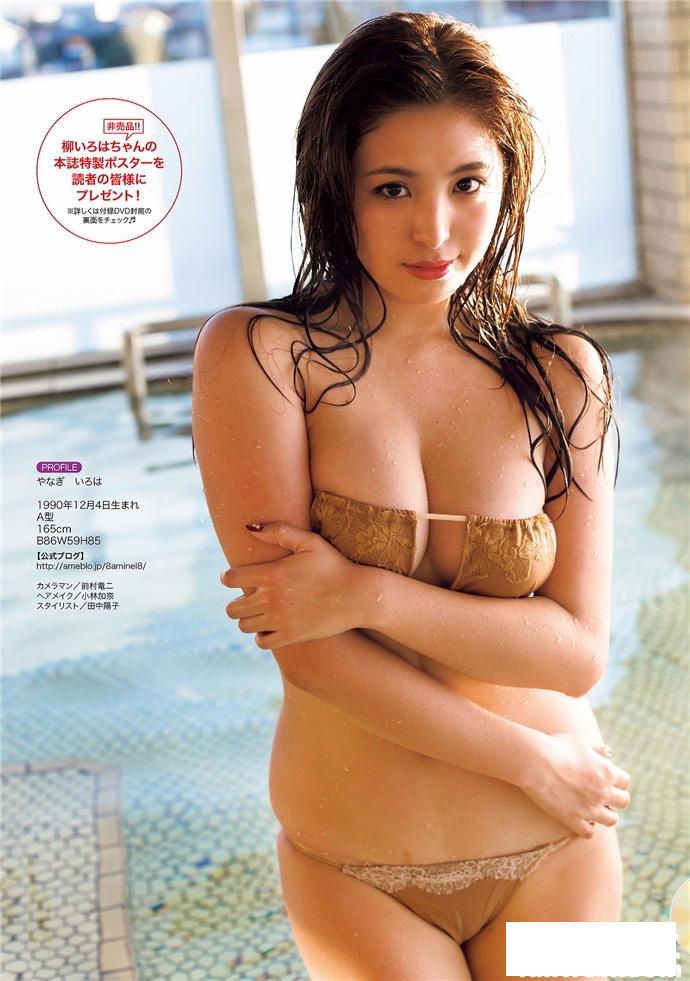 非売品!!
柳いろはちゃんの
本誌特製ポスターを
読者の皆様に
プレゼント!
※詳しくは付録DVD封筒の
裏面をチェック♬
PROFILE
やなぎ いろは
1990年12月4日生まれ
A型
165cm
B86W59H85
【公式ブログ】
http://ameblo.jp/8aminel8/
カメラマン/前村竜二
ヘアメイク/小林加奈
スタイリスト/田中陽子